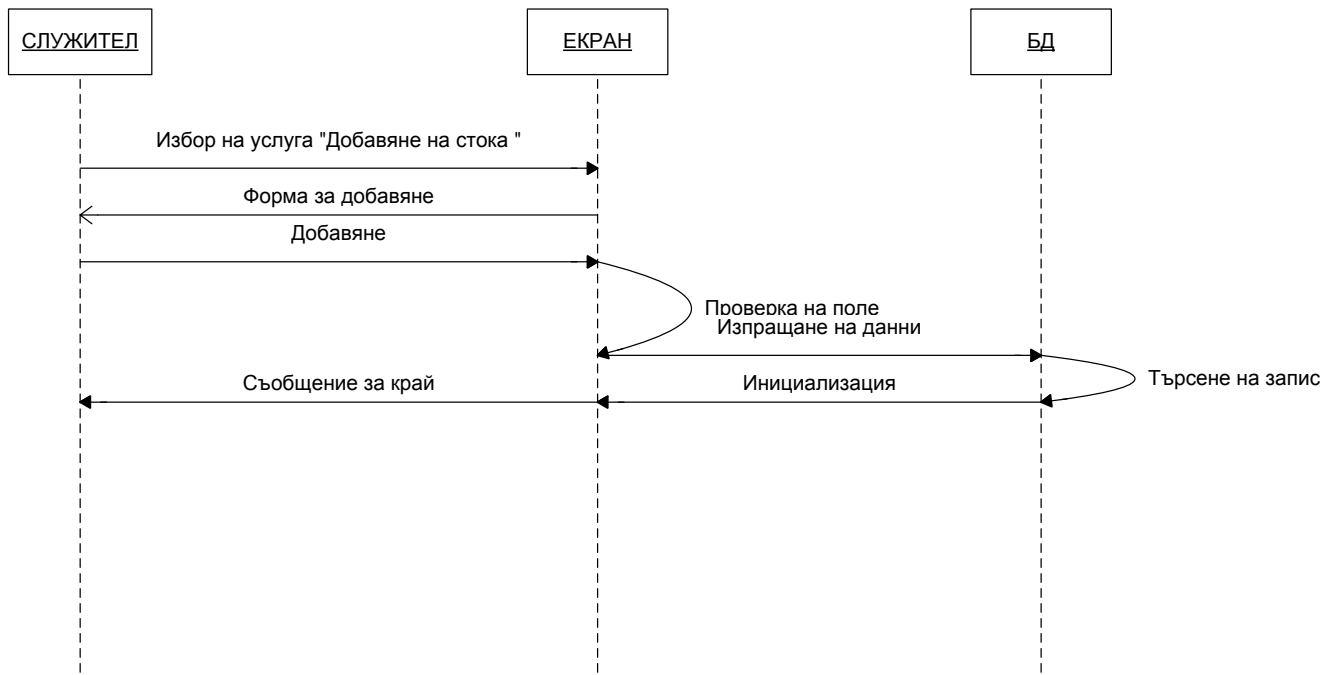 СЛУЖИТЕЛ
ЕКРАН
БД
Избор на услуга "Добавяне на стока "
Форма за добавяне
Добавяне
Проверка на поле
Изпращане на данни
Съобщение за край
Инициализация
Търсене на запис